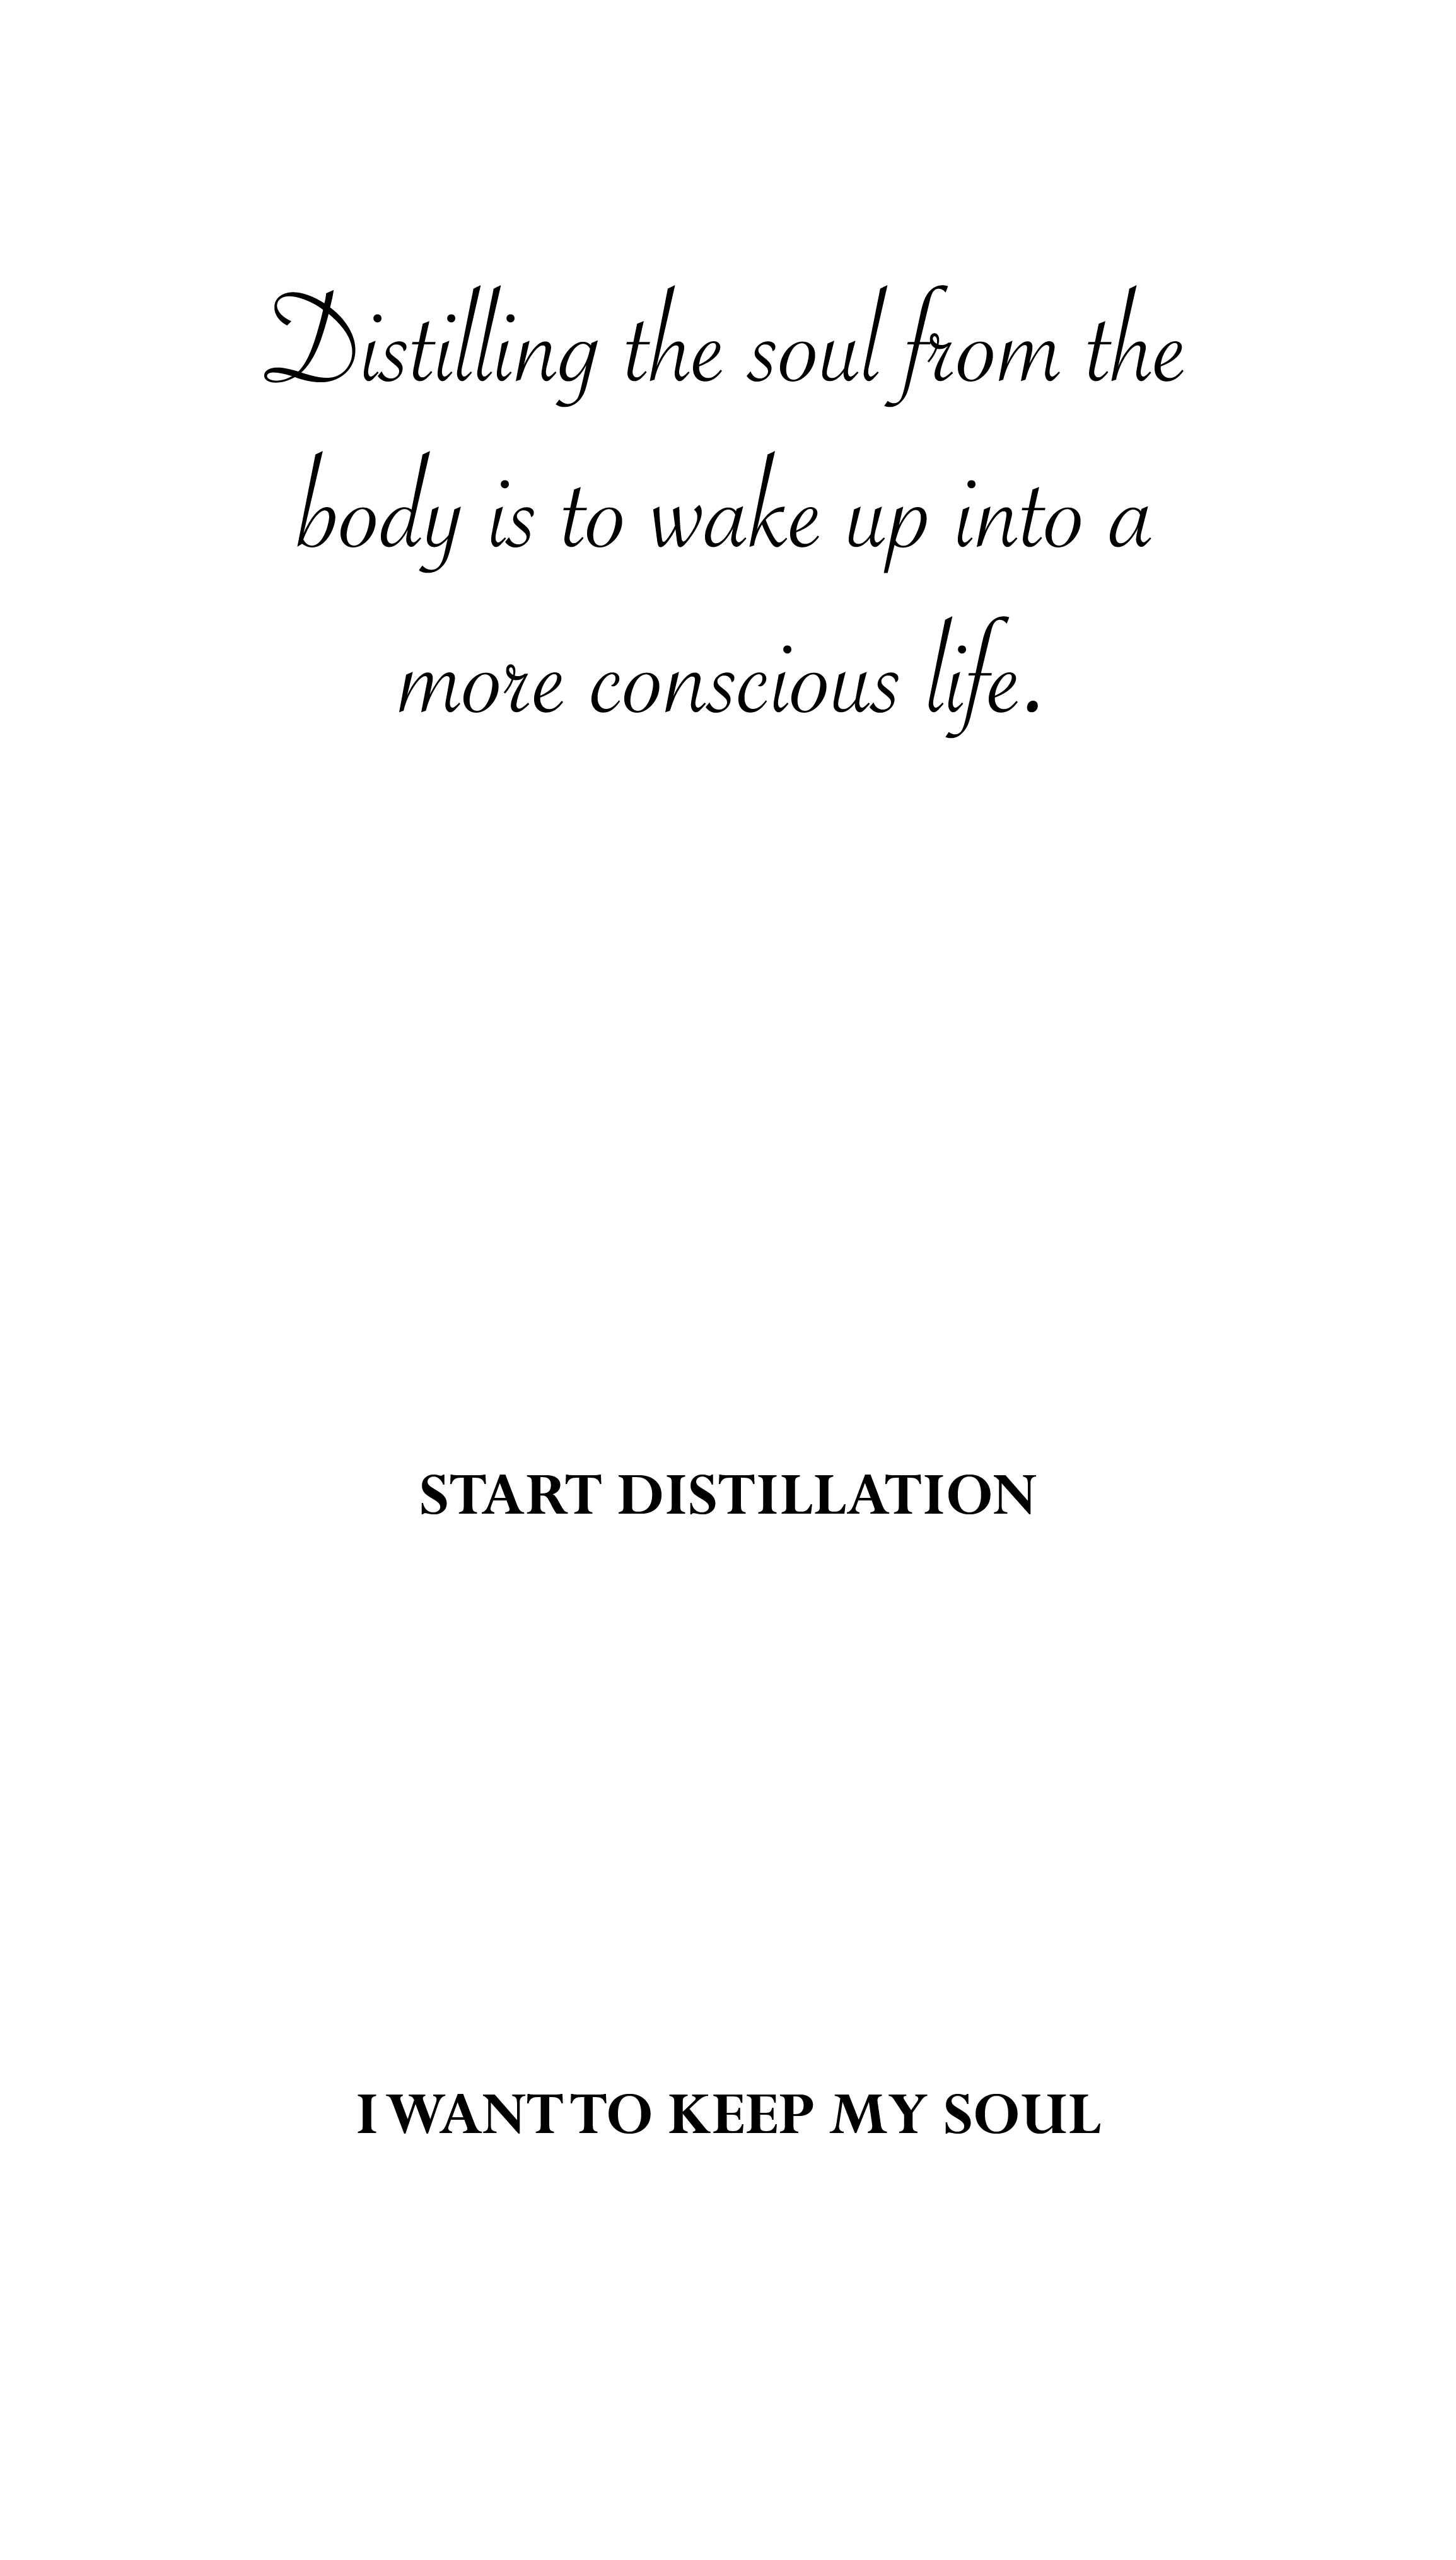 Distilling the soul from the
body is to wake up into a
more conscious life.
START DISTILLATION
I WANT TO KEEP MY SOUL